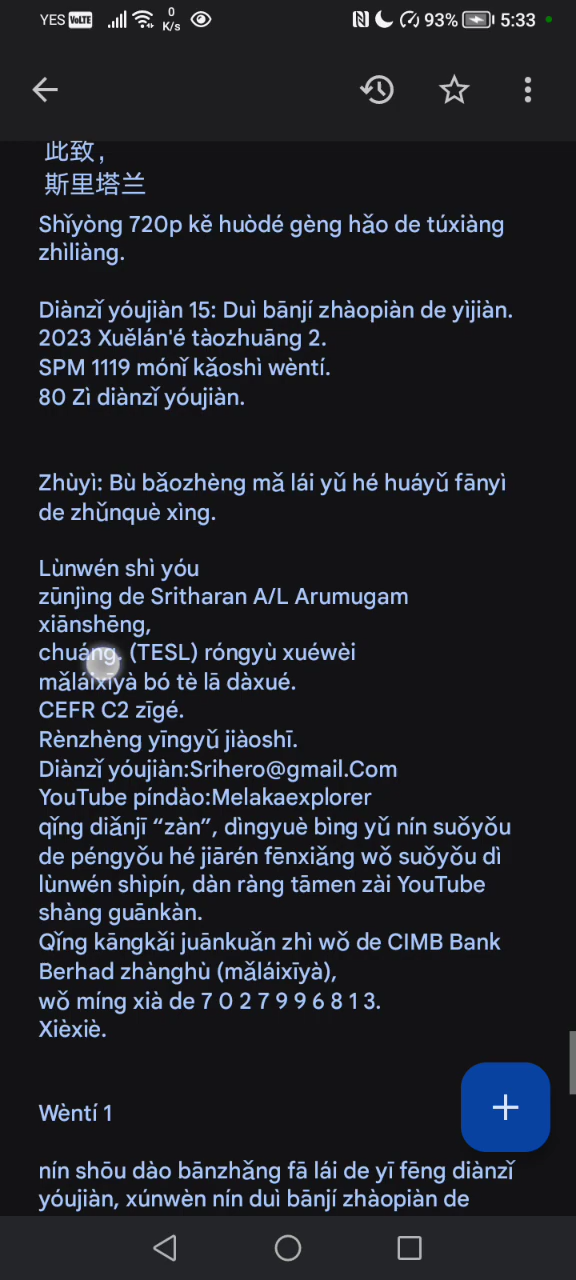 YES VoLTE 0 K/s 93% 5:33
此致，
斯里塔兰
Shǐyòng 720p kě huòdé gèng hǎo de túxiàng
zhìliàng.
Diànzǐ yóujiàn 15: Duì bānjí zhàopiàn de yìjiàn.
2023 Xuělán'é tàozhuāng 2.
SPM 1119 mónǐ kǎoshì wèntí.
80 Zì diànzǐ yóujiàn.
Zhùyì: Bù bǎozhèng mǎ lái yǔ hé huáyǔ fānyì
de zhǔnquè xìng.
Lùnwén shì yóu
zūnjìng de Sritharan A/L Arumugam
xiānshēng,
chuáng. (TESL) róngyù xuéwèi
mǎláixīyà bó tè lā dàxué.
CEFR C2 zīgé.
Rènzhèng yīngyǔ jiàoshī.
Diànzǐ yóujiàn:Srihero@gmail.Com
YouTube píndào:Melakaexplorer
qǐng diǎnjī “zàn”, dìngyuè bìng yǔ nín suǒyǒu
de péngyǒu hé jiārén fēnxiǎng wǒ suǒyǒu dì
lùnwén shìpín, dàn ràng tāmen zài YouTube
shàng guānkàn.
Qǐng kāngkǎi juānkuǎn zhì wǒ de CIMB Bank
Berhad zhànghù (mǎláixīyà),
wǒ míng xià de 7 0 2 7 9 9 6 8 1 3.
Xièxiè.
Wèntí 1
nín shōu dào bānzhǎng fā lái de yī fēng diànzǐ
yóujiàn, xúnwèn nín duì bānjí zhàopiàn de